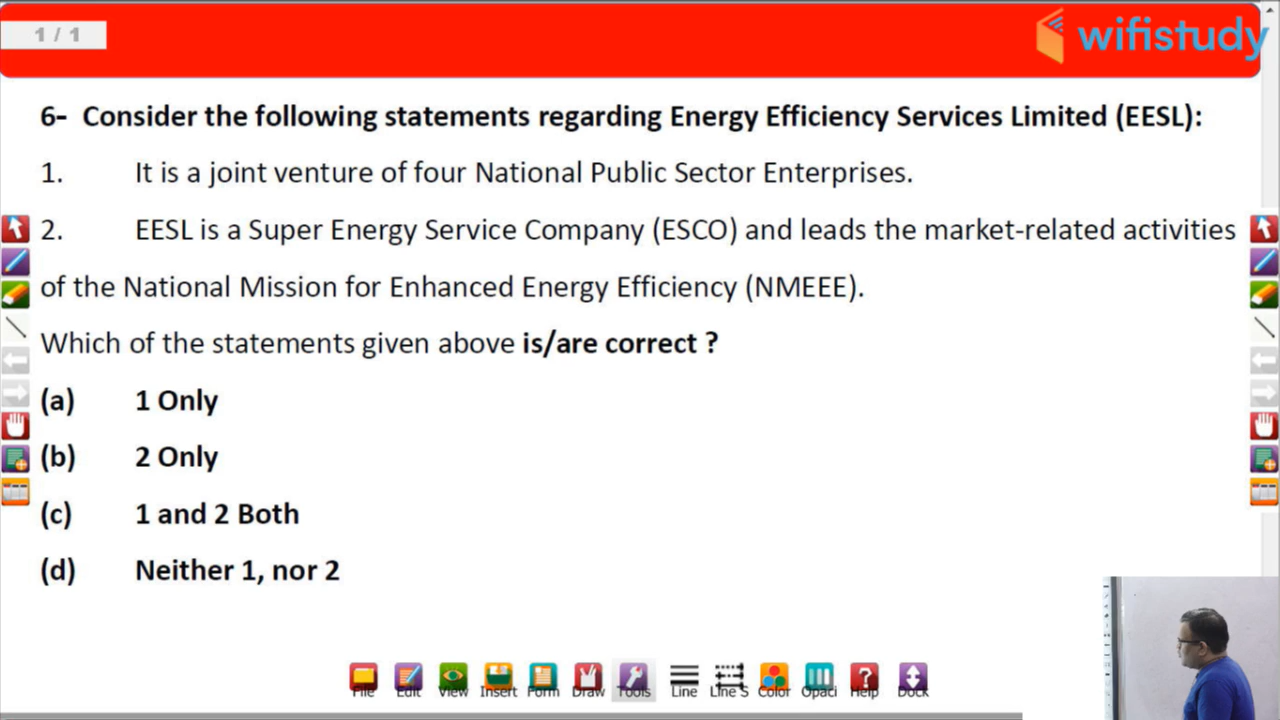 1 / 1
wifistudy
6- Consider the following statements regarding Energy Efficiency Services Limited (EESL):
1. It is a joint venture of four National Public Sector Enterprises.
2. EESL is a Super Energy Service Company (ESCO) and leads the market-related activities
of the National Mission for Enhanced Energy Efficiency (NMEEE).
Which of the statements given above is/are correct ?
(a) 1 Only
(b) 2 Only
(c) 1 and 2 Both
(d) Neither 1, nor 2
File Edit View Insert Form Draw Tools Line Line S Color Opaci Help Dock